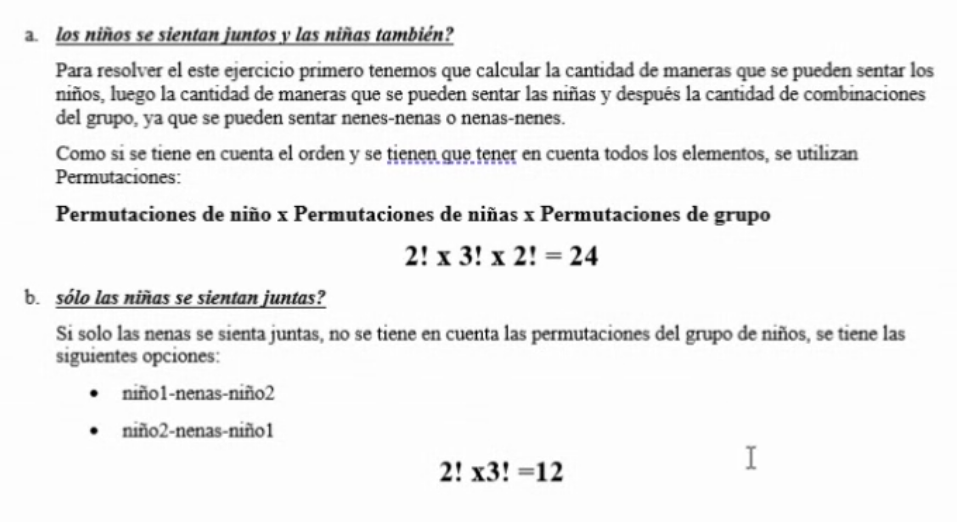 a. los niños se sientan juntos y las niñas también?
Para resolver el este ejercicio primero tenemos que calcular la cantidad de maneras que se pueden sentar los
niños, luego la cantidad de maneras que se pueden sentar las niñas y después la cantidad de combinaciones
del grupo, ya que se pueden sentar nenes-nenas o nenas-nenes.
Como si se tiene en cuenta el orden y se tienen que tener en cuenta todos los elementos, se utilizan
Permutaciones:
Permutaciones de niño x Permutaciones de niñas x Permutaciones de grupo
2! x 3! x 2! = 24
b. sólo las niñas se sientan juntas?
Si solo las nenas se sienta juntas, no se tiene en cuenta las permutaciones del grupo de niños, se tiene las
siguientes opciones:
• niño1-nenas-niño2
• niño2-nenas-niño1
2! x3! =12